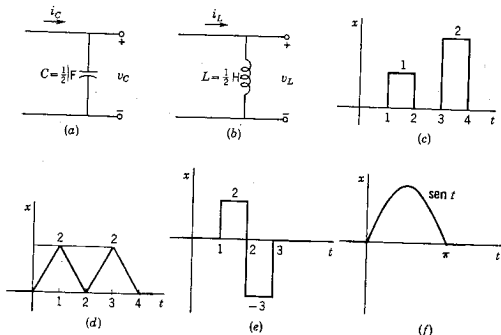 i_C
+
C = ½ F
v_C
−
(a)
i_L
+
L = ½ H
v_L
−
(b)
x
2
1
1 2 3 4 t
(c)
x
2 2
1 2 3 4 t
(d)
x
2
1 2 3 t
−3
(e)
x
sen t
π t
(f)